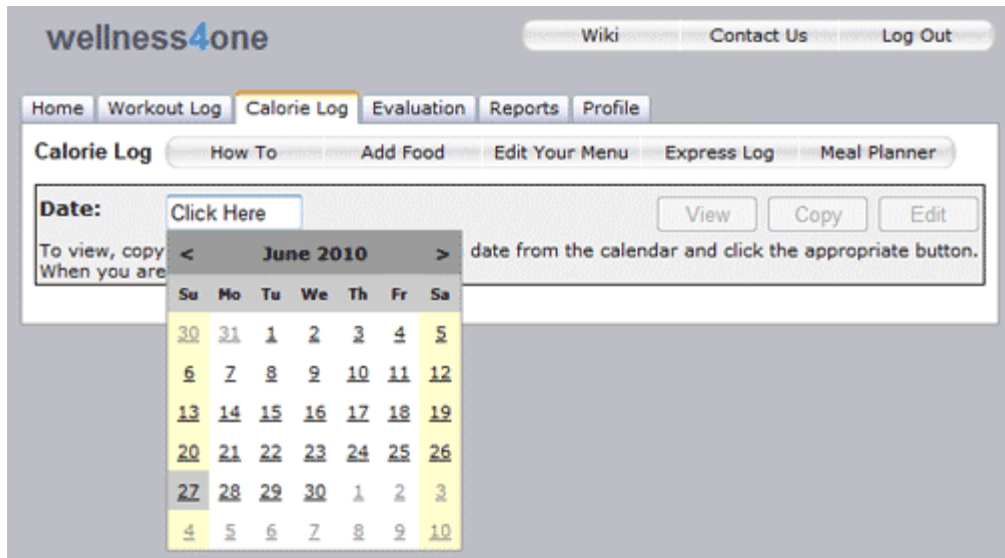 wellness4one
Wiki Contact Us Log Out
Home Workout Log Calorie Log Evaluation Reports Profile
Calorie Log How To Add Food Edit Your Menu Express Log Meal Planner
Date: Click Here View Copy Edit
To view, copy date from the calendar and click the appropriate button.
When you are
< June 2010 >
Su Mo Tu We Th Fr Sa
30 31 1 2 3 4 5
6 7 8 9 10 11 12
13 14 15 16 17 18 19
20 21 22 23 24 25 26
27 28 29 30 1 2 3
4 5 6 7 8 9 10